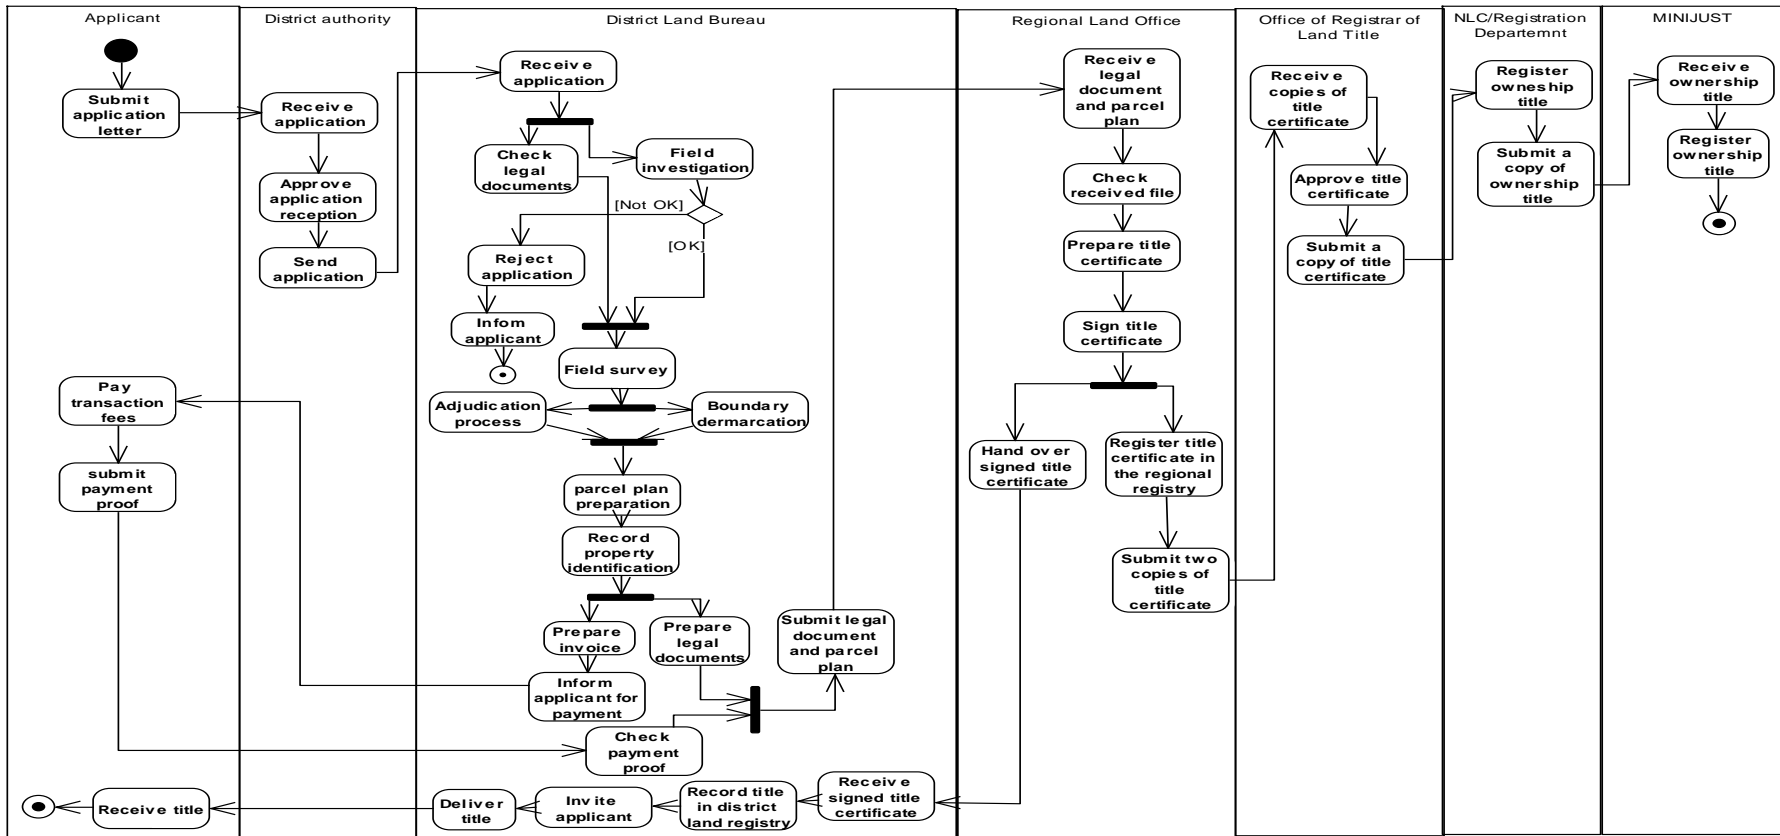 Applicant
District authority
District Land Bureau
Regional Land Office
Office of Registrar of
Land Title
NLC/Registration
Departemnt
MINIJUST
Submit
application
letter
Pay
transaction
fees
submit
payment
proof
Receive title
Receive
application
Approve
application
reception
Send
application
Receive
application
Check
legal
documents
Field
investigation
[Not OK]
[OK]
Reject
application
Infom
applicant
Field survey
Adjudication
process
Boundary
dermarcation
parcel plan
preparation
Record
property
identification
Prepare
invoice
Prepare
legal
documents
Inform
applicant for
payment
Check
payment
proof
Submit legal
document
and parcel
plan
Deliver
title
Invite
applicant
Record title
in district
land registry
Receive
signed title
certificate
Receive
legal
document
and parcel
plan
Check
received file
Prepare title
certificate
Sign title
certificate
Hand over
signed title
certificate
Register title
certificate in
the regional
registry
Submit two
copies of
title
certificate
Receive
copies of
title
certificate
Approve title
certificate
Submit a
copy of title
certificate
Register
owneship
title
Submit a
copy of
ownership
title
Receive
ownership
title
Register
ownership
title